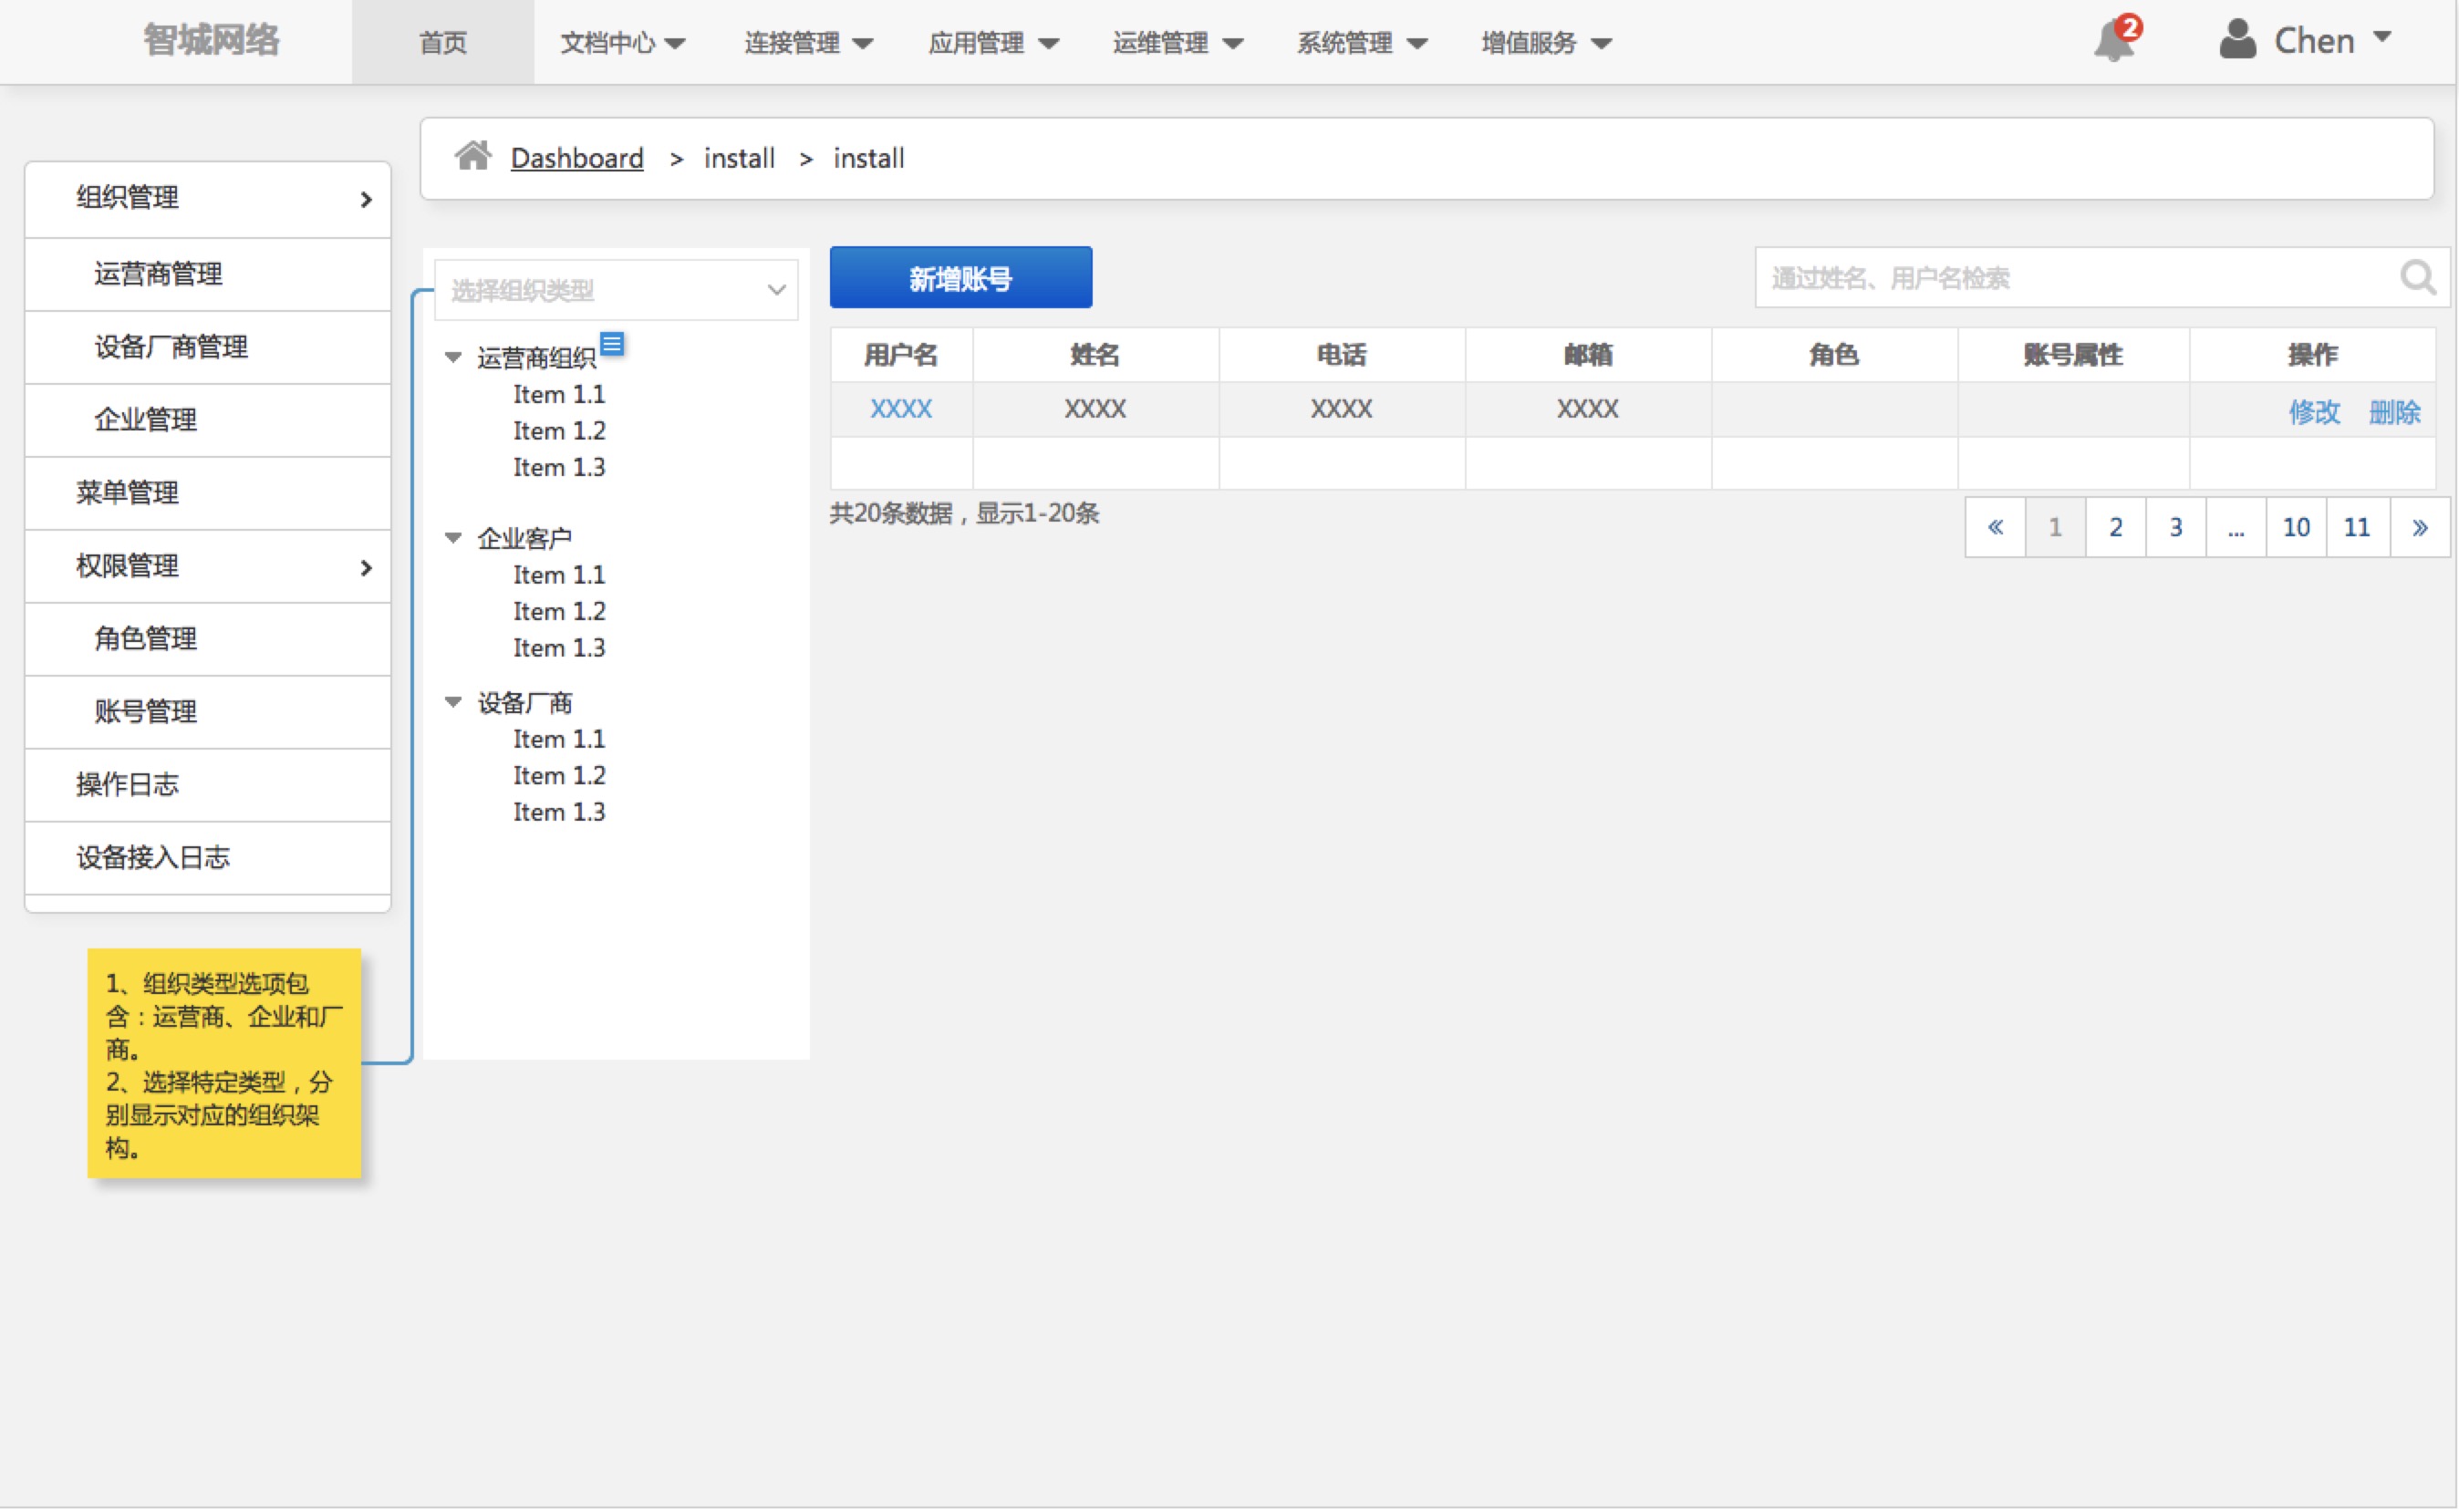 智城网络
首页
文档中心
连接管理
应用管理
运维管理
系统管理
增值服务
2
Chen
Dashboard > install > install
组织管理
运营商管理
设备厂商管理
企业管理
菜单管理
权限管理
角色管理
账号管理
操作日志
设备接入日志
1、组织类型选项包
含：运营商、企业和厂
商。
2、选择特定类型，分
别显示对应的组织架
构。
选择组织类型
运营商组织
Item 1.1
Item 1.2
Item 1.3
企业客户
Item 1.1
Item 1.2
Item 1.3
设备厂商
Item 1.1
Item 1.2
Item 1.3
新增账号
通过姓名、用户名检索
用户名 姓名 电话 邮箱 角色 账号属性 操作
XXXX XXXX XXXX XXXX 修改 删除
共20条数据，显示1-20条
« 1 2 3 ... 10 11 »